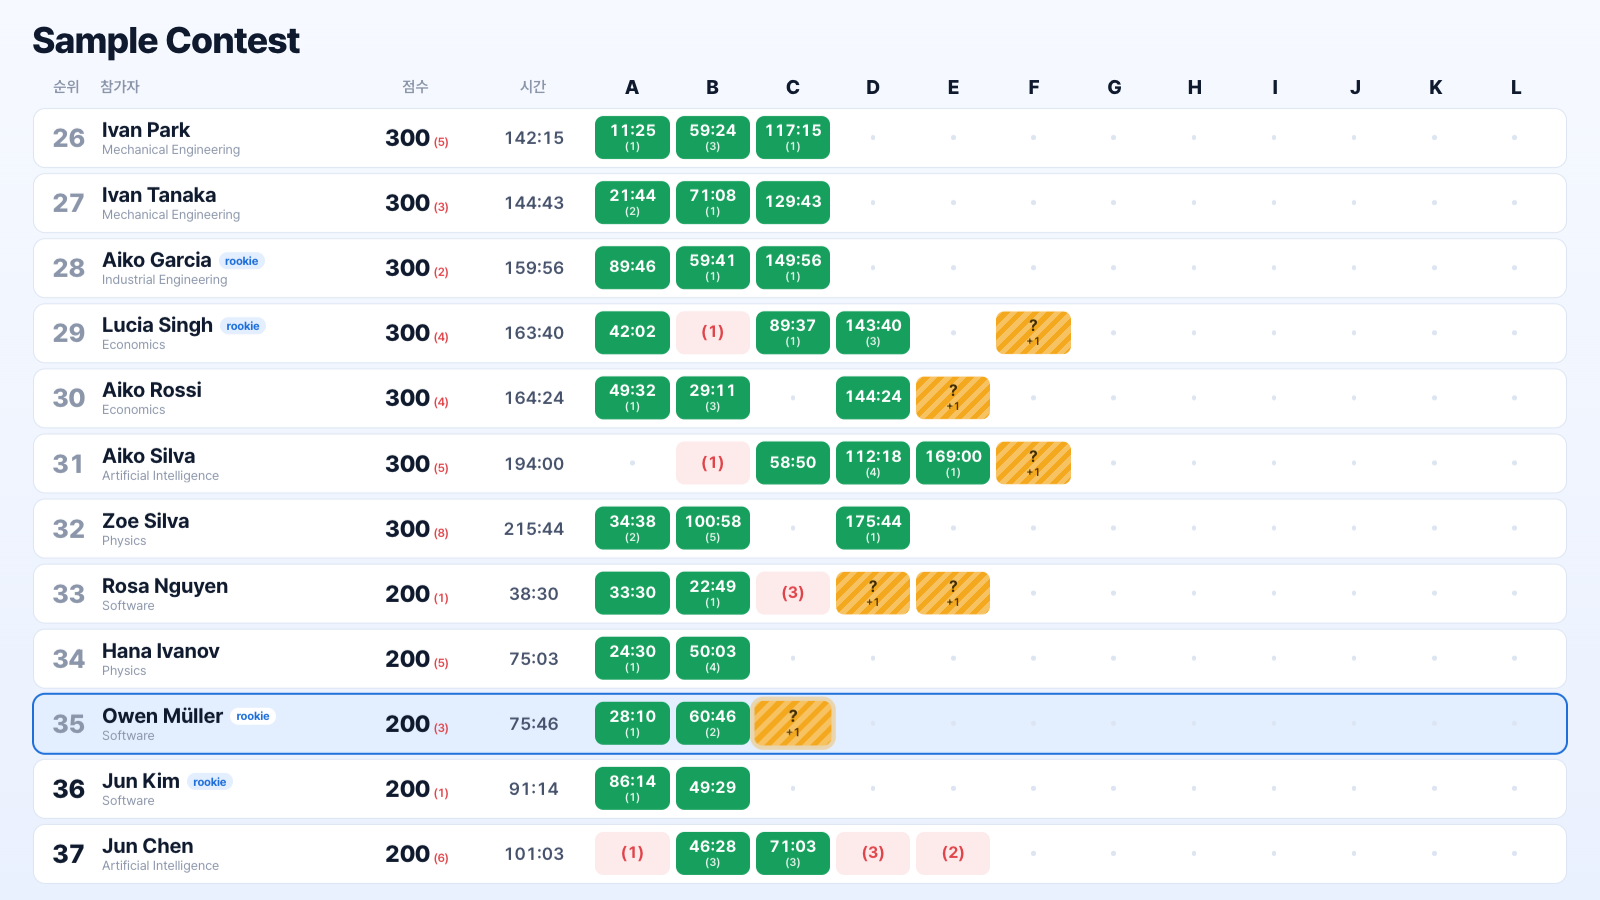 Sample Contest
순위 참가자 점수 시간 A B C D E F G H I J K L
26 Ivan Park 300 (5) 142:15 11:25 59:24 117:15
Mechanical Engineering (1) (3) (1)
27 Ivan Tanaka 300 (3) 144:43 21:44 71:08 129:43
Mechanical Engineering (2) (1)
28 Aiko Garcia rookie 300 (2) 159:56 89:46 59:41 149:56
Industrial Engineering (1) (1)
29 Lucia Singh rookie 300 (4) 163:40 42:02 (1) 89:37 143:40 ?
Economics (1) (3) +1
30 Aiko Rossi 300 (4) 164:24 49:32 29:11 144:24 ?
Economics (1) (3) +1
31 Aiko Silva 300 (5) 194:00 (1) 58:50 112:18 169:00 ?
Artificial Intelligence (4) (1) +1
32 Zoe Silva 300 (8) 215:44 34:38 100:58 175:44
Physics (2) (5) (1)
33 Rosa Nguyen 200 (1) 38:30 33:30 22:49 (3) ? ?
Software (1) +1 +1
34 Hana Ivanov 200 (5) 75:03 24:30 50:03
Physics (1) (4)
35 Owen Müller rookie 200 (3) 75:46 28:10 60:46 ?
Software (1) (2) +1
36 Jun Kim rookie 200 (1) 91:14 86:14 49:29
Software (1)
37 Jun Chen 200 (6) 101:03 (1) 46:28 71:03 (3) (2)
Artificial Intelligence (3) (3)